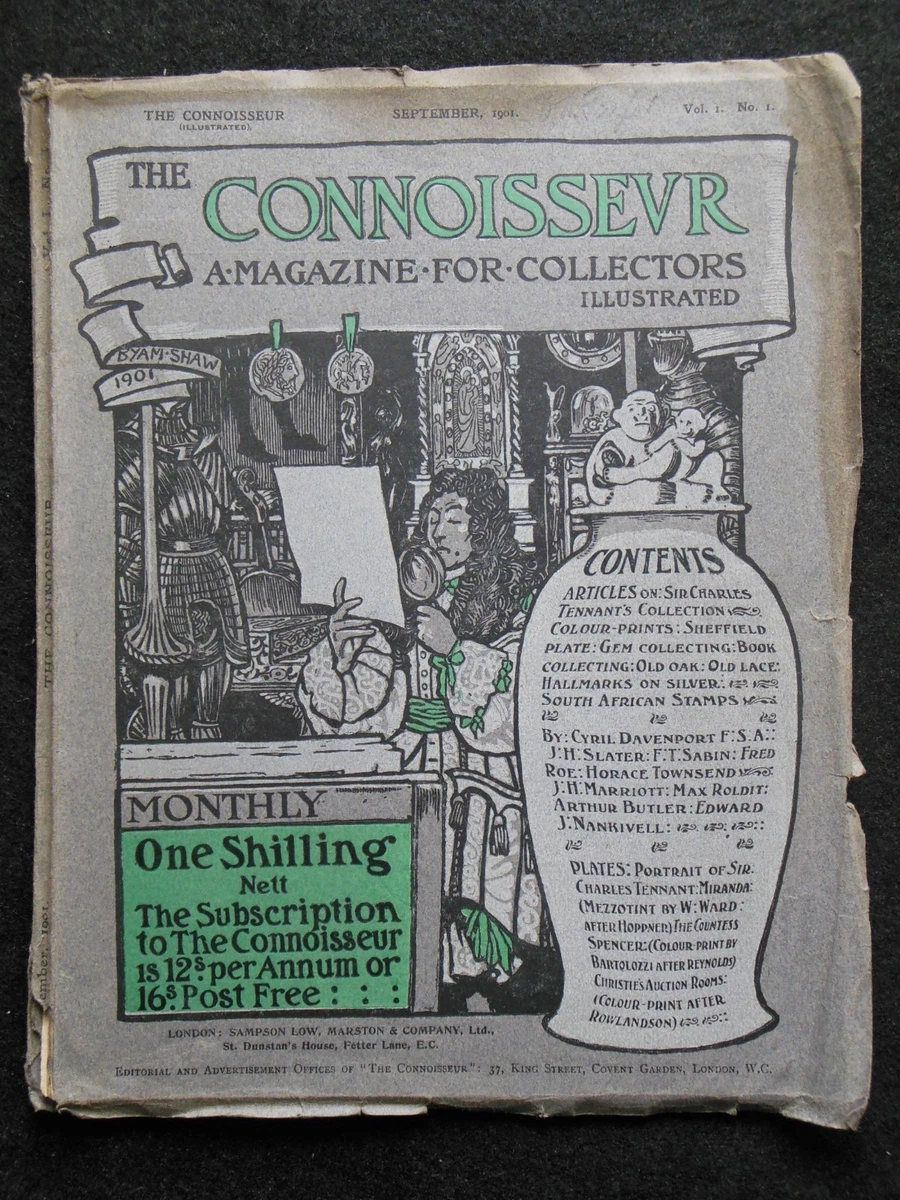 THE CONNOISSEUR
(ILLUSTRATED).
SEPTEMBER, 1901.
Vol. 1. No. 1.
THE
CONNOISSEVR
A·MAGAZINE·FOR·COLLECTORS
ILLUSTRATED
BYAM·SHAW
1901
CONTENTS
ARTICLES ON: SIR CHARLES
TENNANT'S COLLECTION
COLOUR-PRINTS: SHEFFIELD
PLATE: GEM COLLECTING: BOOK
COLLECTING: OLD OAK: OLD LACE:
HALLMARKS ON SILVER:
SOUTH AFRICAN STAMPS
BY: CYRIL DAVENPORT F.S.A::
J.H. SLATER: F.T. SABIN: FRED
ROE: HORACE TOWNSEND
J.H. MARRIOTT: MAX ROLDIT:
ARTHUR BUTLER: EDWARD
J. NANKIVELL:
PLATES: PORTRAIT OF SIR:
CHARLES TENNANT: MIRANDA:
(MEZZOTINT BY W: WARD:
AFTER HOPPNER) THE COUNTESS
SPENCER: (COLOUR-PRINT BY
BARTOLOZZI AFTER REYNOLDS)
CHRISTIE'S AUCTION ROOMS:
(COLOUR-PRINT AFTER
ROWLANDSON)
MONTHLY
One Shilling
Nett
The Subscription
to The Connoisseur
is 12s per Annum or
16s Post Free : : :
LONDON: SAMPSON LOW, MARSTON & COMPANY, Ltd.,
St. Dunstan's House, Fetter Lane, E.C.
EDITORIAL AND ADVERTISEMENT OFFICES OF "THE CONNOISSEUR": 37, KING STREET, COVENT GARDEN, LONDON, W.C.
THE CONNOISSEUR